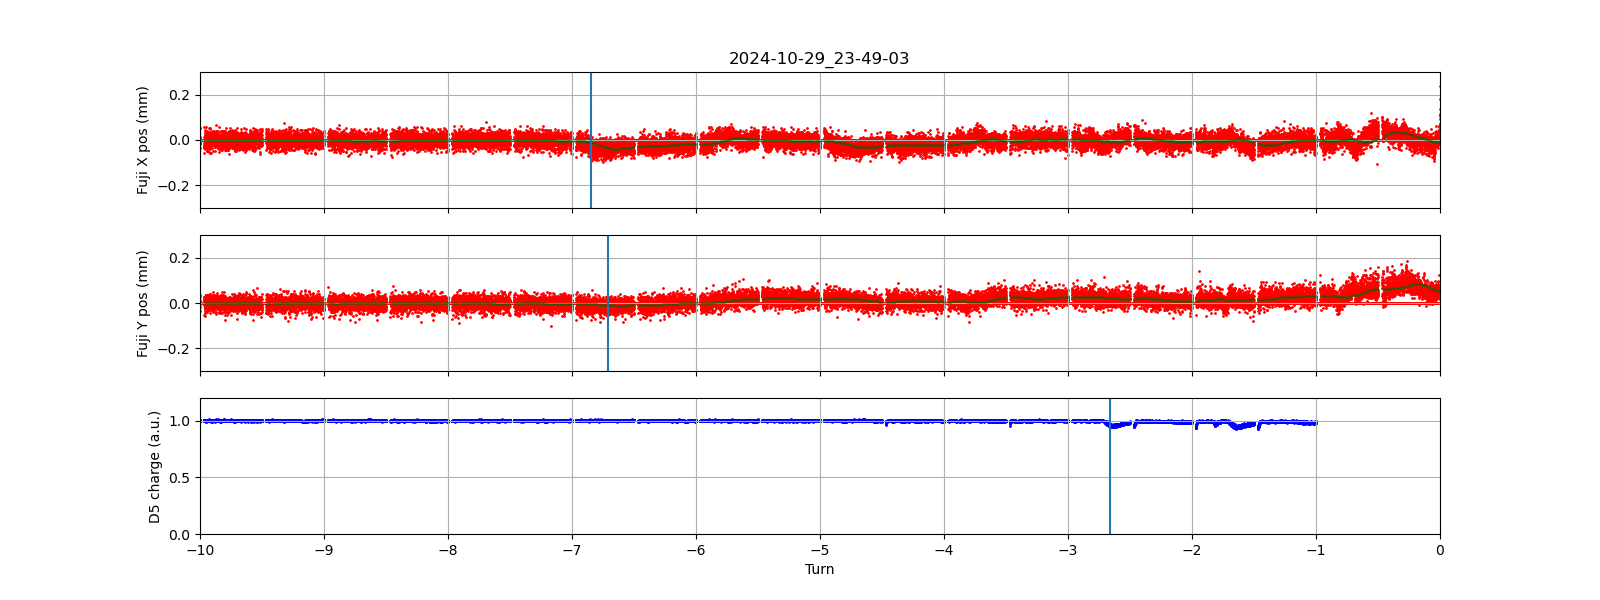 2024-10-29_23-49-03
Fuji X pos (mm)
0.2
0.0
−0.2
Fuji Y pos (mm)
0.2
0.0
−0.2
D5 charge (a.u.)
1.0
0.5
0.0
−10 −9 −8 −7 −6 −5 −4 −3 −2 −1 0
Turn